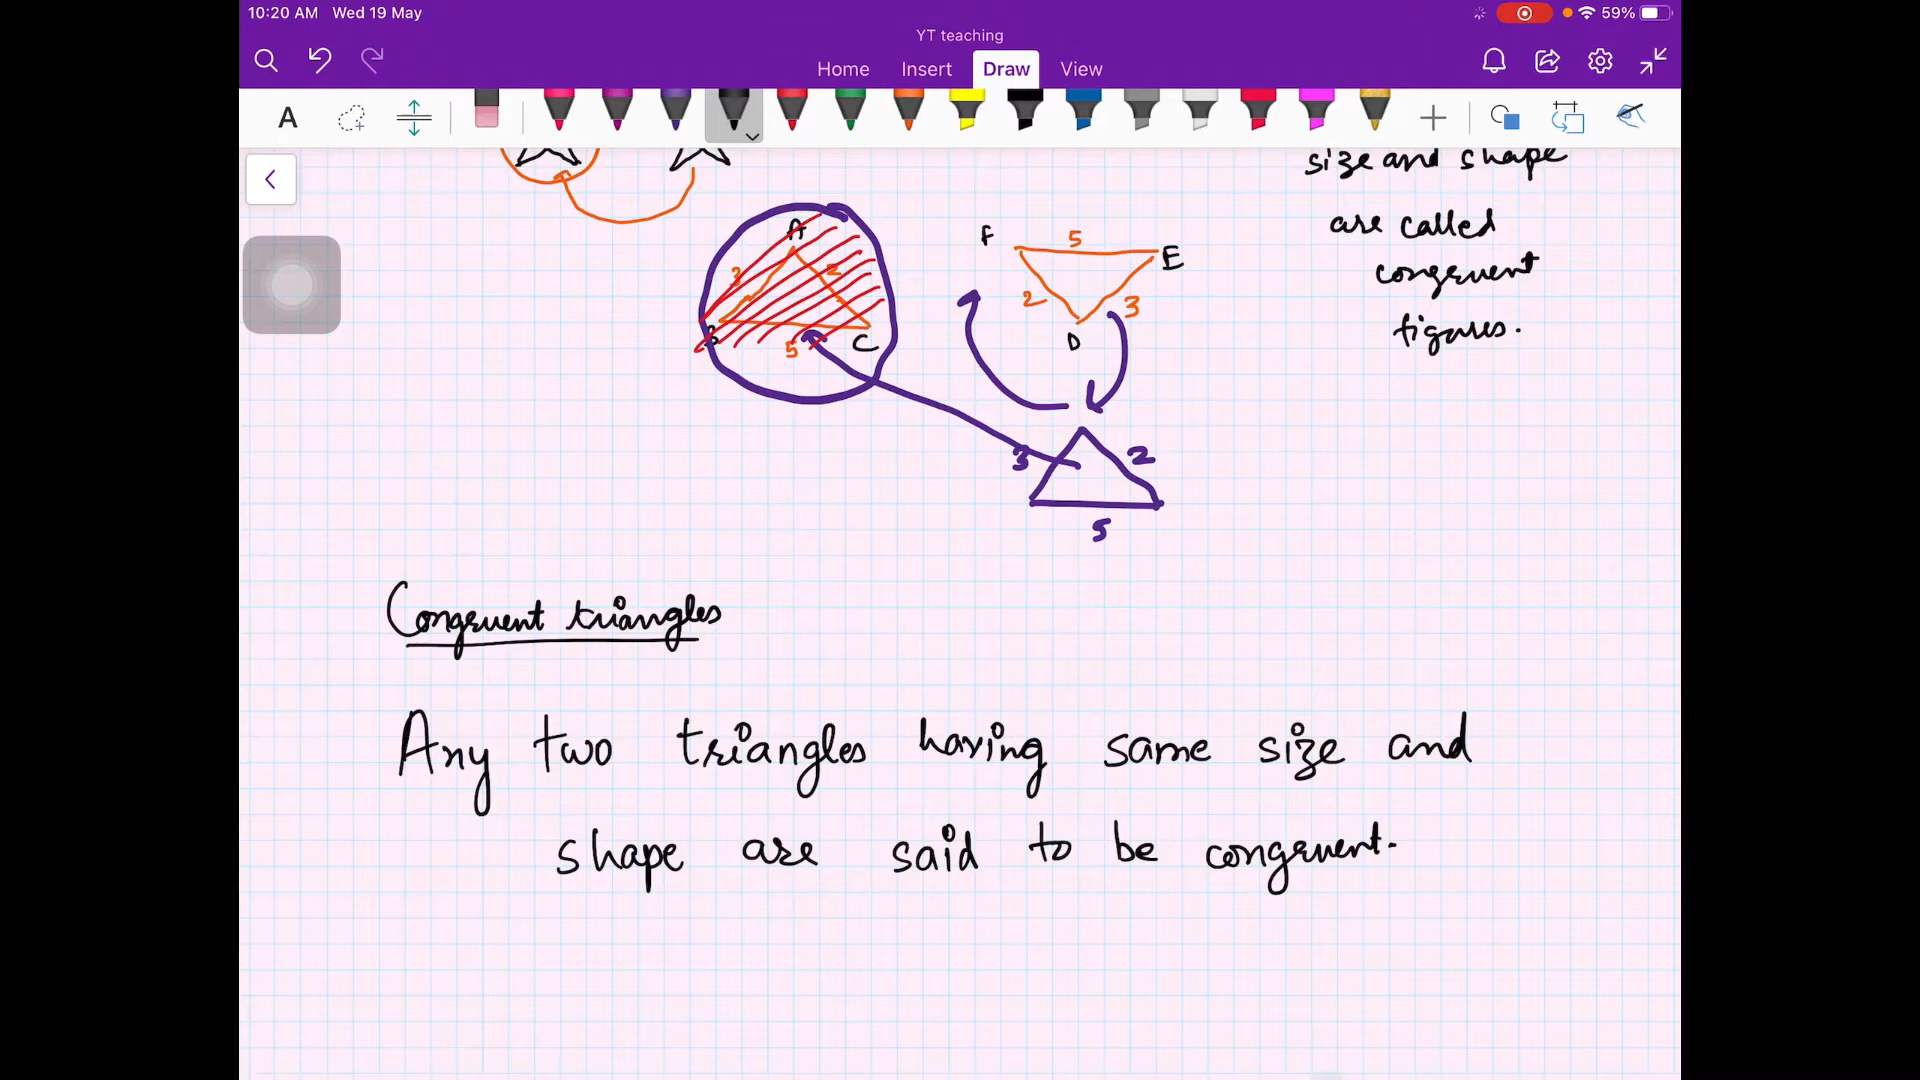 10:20 AM Wed 19 May
59%
YT teaching
Home Insert Draw View
A
size and shape
are called
congruent
figures.
A
3 2
B
5 C
F 5 E
2 3
D
3 2
5
Congruent triangles
Any two triangles having same size and
shape are said to be congruent.